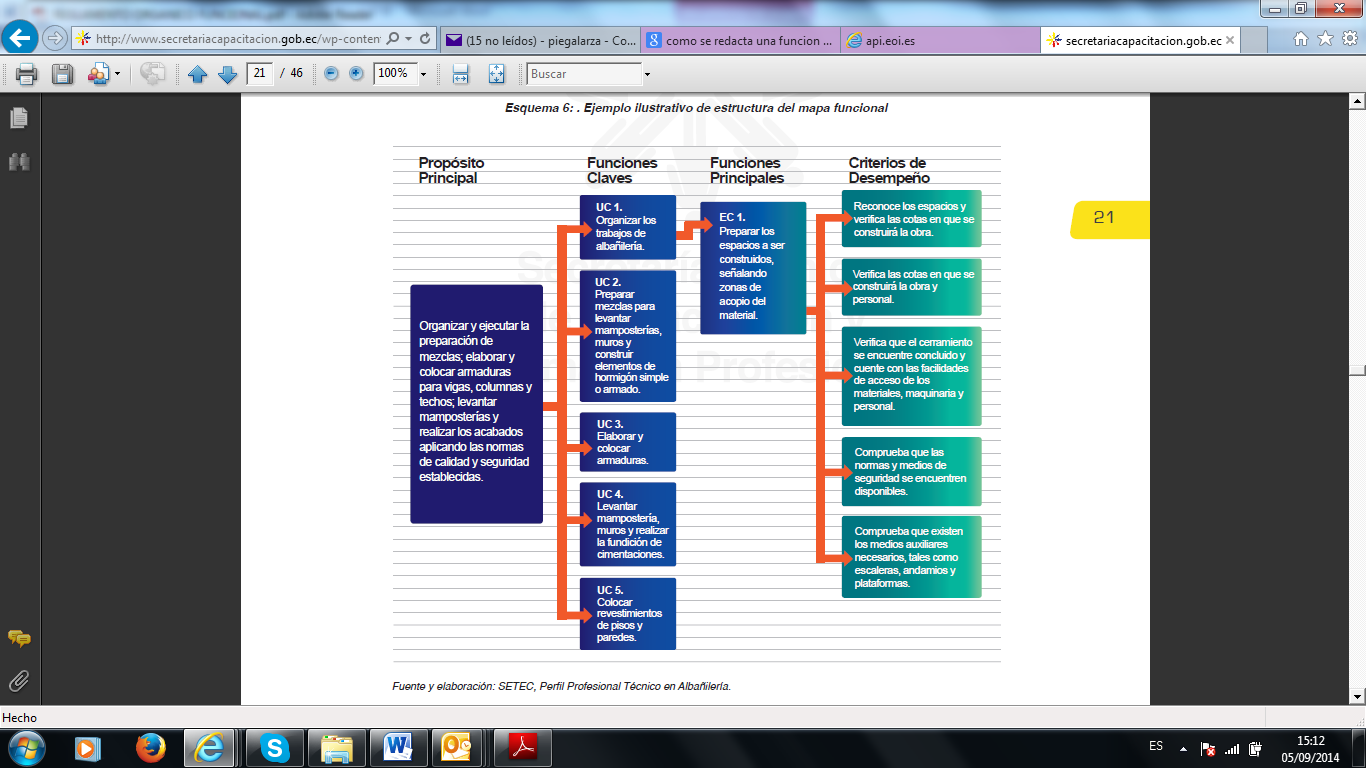 http://www.secretariacapacitacion.gob.ec/wp-conten
(15 no leídos) - piegalarza - Co...
como se redacta una funcion ...
api.eoi.es
secretariacapacitacion.gob.ec
21 / 46
100%
Buscar
Esquema 6: . Ejemplo ilustrativo de estructura del mapa funcional
Propósito
Principal
Funciones
Claves
Funciones
Principales
Criterios de
Desempeño
Organizar y ejecutar la
preparación de
mezclas; elaborar y
colocar armaduras
para vigas, columnas y
techos; levantar
mamposterías y
realizar los acabados
aplicando las normas
de calidad y seguridad
establecidas.
UC 1.
Organizar los
trabajos de
albañilería.
UC 2.
Preparar
mezclas para
levantar
mamposterías,
muros y
construir
elementos de
hormigón simple
o armado.
UC 3.
Elaborar y
colocar
armaduras.
UC 4.
Levantar
mampostería,
muros y realizar
la fundición de
cimentaciones.
UC 5.
Colocar
revestimientos
de pisos y
paredes.
EC 1.
Preparar los
espacios a ser
construidos,
señalando
zonas de
acopio del
material.
Reconoce los espacios y
verifica las cotas en que se
construirá la obra.
Verifica las cotas en que se
construirá la obra y
personal.
Verifica que el cerramiento
se encuentre concluido y
cuente con las facilidades
de acceso de los
materiales, maquinaria y
personal.
Comprueba que las
normas y medios de
seguridad se encuentren
disponibles.
Comprueba que existen
los medios auxiliares
necesarios, tales como
escaleras, andamios y
plataformas.
21
Fuente y elaboración: SETEC, Perfil Profesional Técnico en Albañilería.
Hecho
ES
15:12
05/09/2014